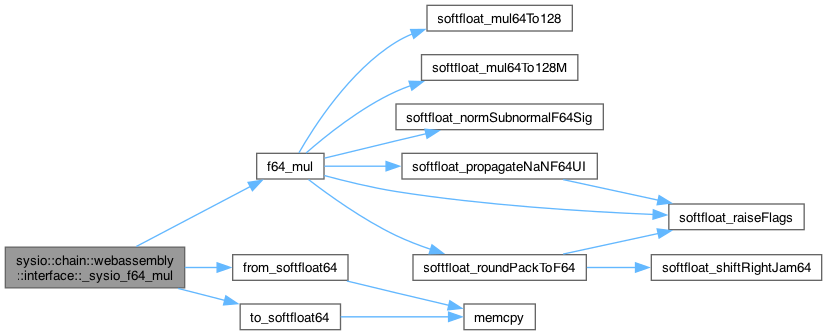 softfloat_mul64To128
softfloat_mul64To128M
softfloat_normSubnormalF64Sig
f64_mul
softfloat_propagateNaNF64UI
softfloat_raiseFlags
sysio::chain::webassembly
::interface::_sysio_f64_mul
from_softfloat64
softfloat_roundPackToF64
softfloat_shiftRightJam64
to_softfloat64
memcpy